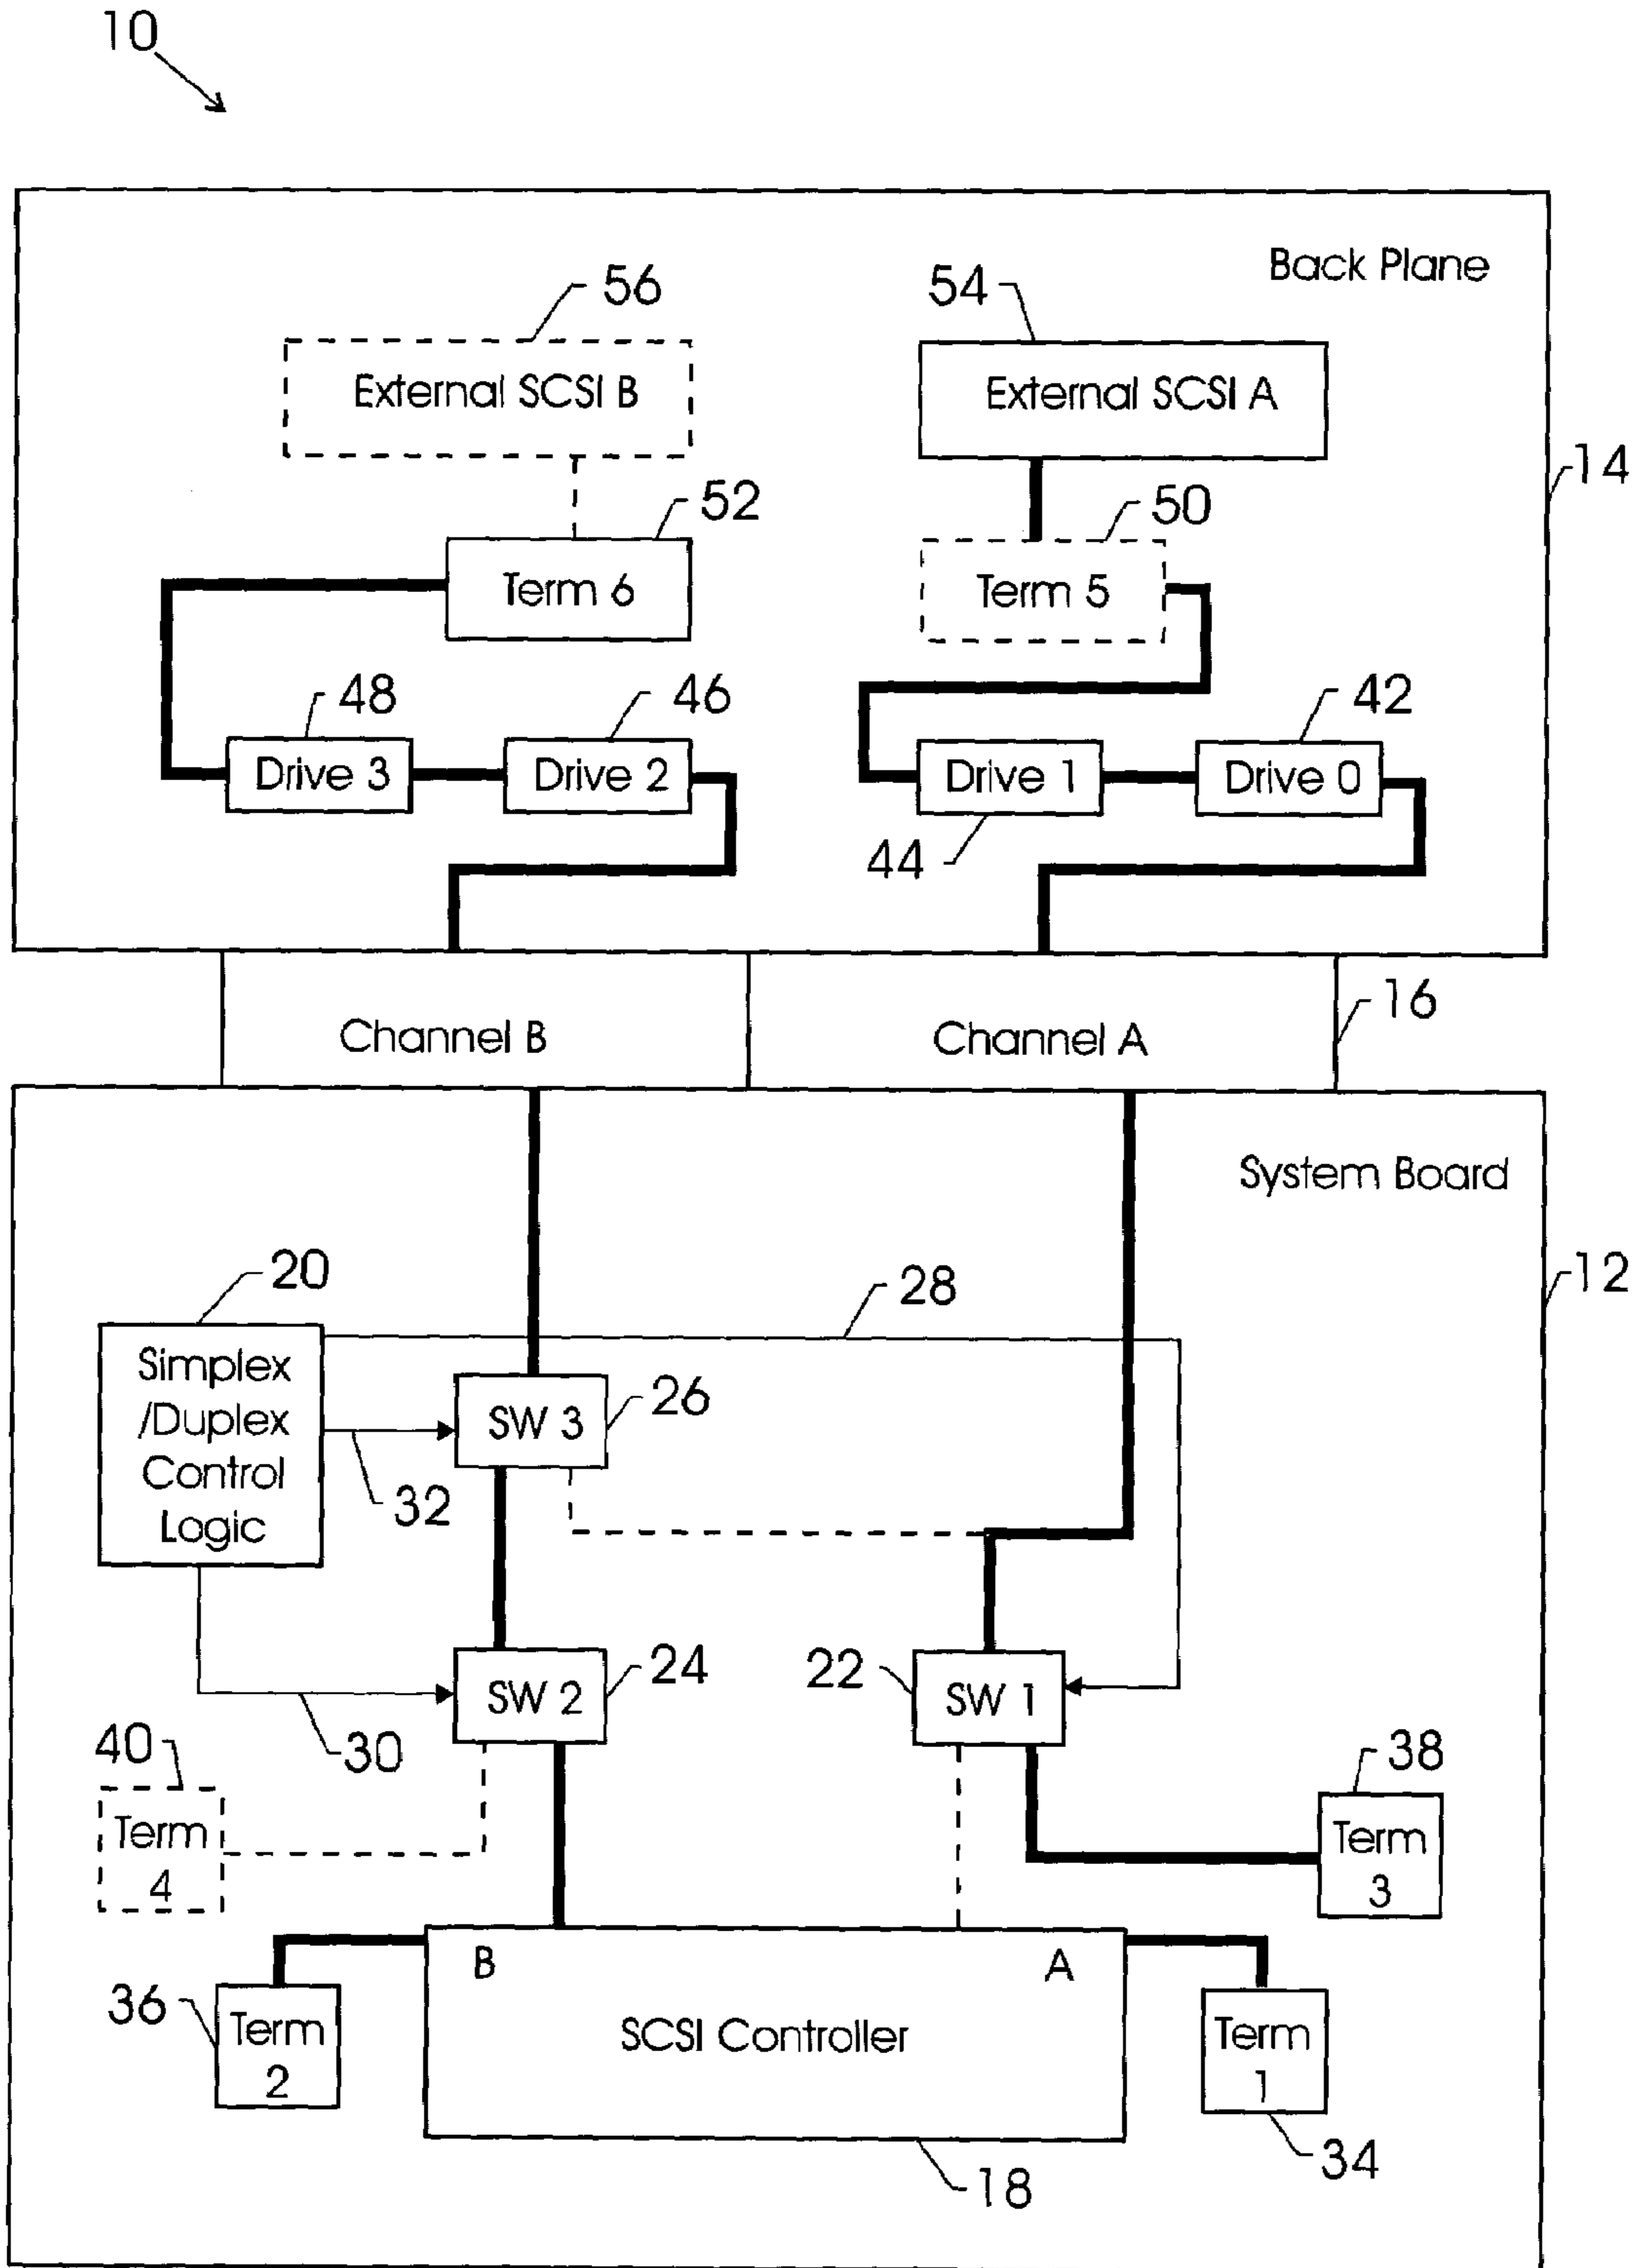 10
Back Plane
56
54
External SCSI B
External SCSI A
14
52
50
Term 6
Term 5
48
46
42
Drive 3
Drive 2
Drive 1
Drive 0
44
16
Channel B
Channel A
System Board
20
28
12
Simplex
/Duplex
Control
Logic
26
SW 3
32
24
22
SW 2
SW 1
30
40
38
Term
4
Term
3
B
A
36
Term
2
SCSI Controller
Term
1
18
34